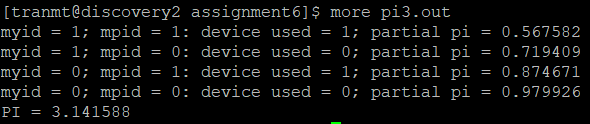 [tranmt@discovery2 assignment6]$ more pi3.out
myid = 1; mpid = 1: device used = 1; partial pi = 0.567582
myid = 1; mpid = 0: device used = 0; partial pi = 0.719409
myid = 0; mpid = 1: device used = 1; partial pi = 0.874671
myid = 0; mpid = 0: device used = 0; partial pi = 0.979926
PI = 3.141588